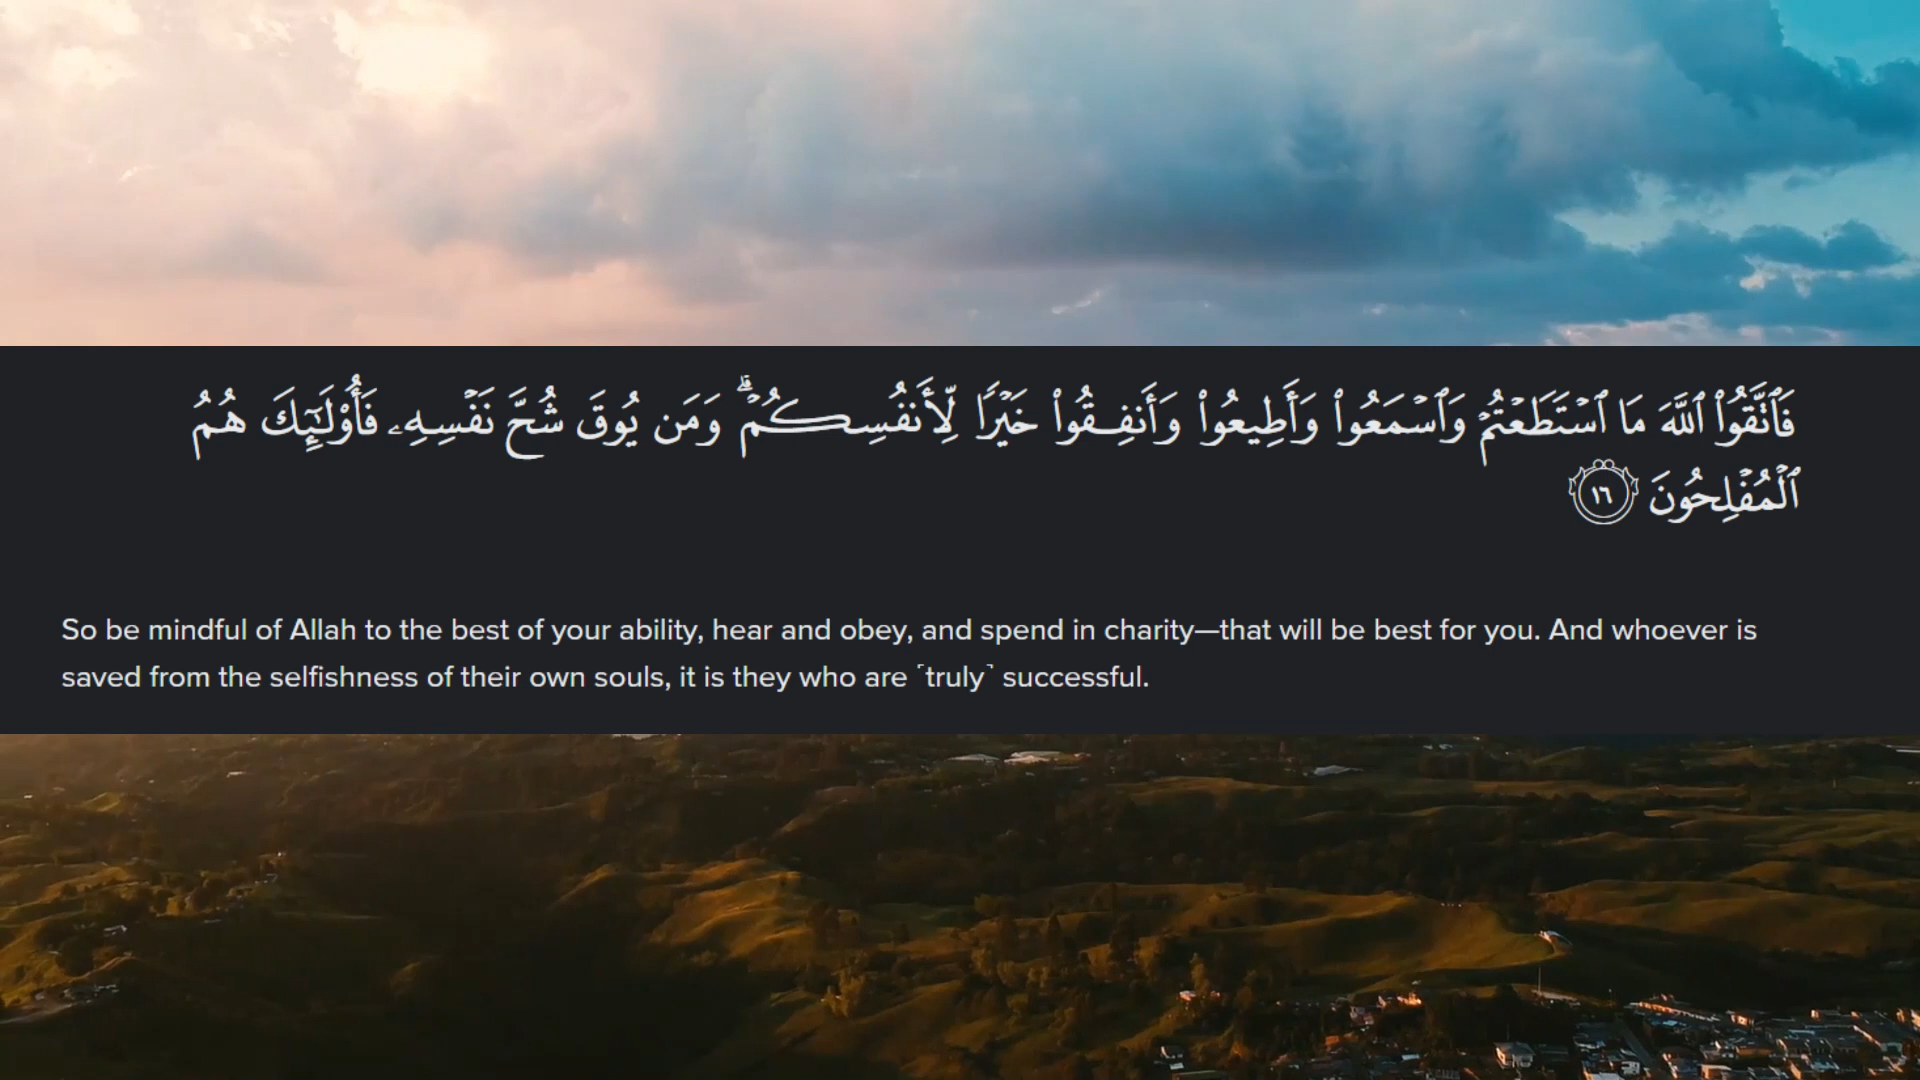 فَٱتَّقُوا۟ ٱللَّهَ مَا ٱسْتَطَعْتُمْ وَٱسْمَعُوا۟ وَأَطِيعُوا۟ وَأَنفِقُوا۟ خَيْرًا لِّأَنفُسِكُمْ ۗ وَمَن يُوقَ شُحَّ نَفْسِهِۦ فَأُو۟لَـٰٓئِكَ هُمُ
ٱلْمُفْلِحُونَ ١٦
So be mindful of Allah to the best of your ability, hear and obey, and spend in charity—that will be best for you. And whoever is
saved from the selfishness of their own souls, it is they who are ˹truly˺ successful.